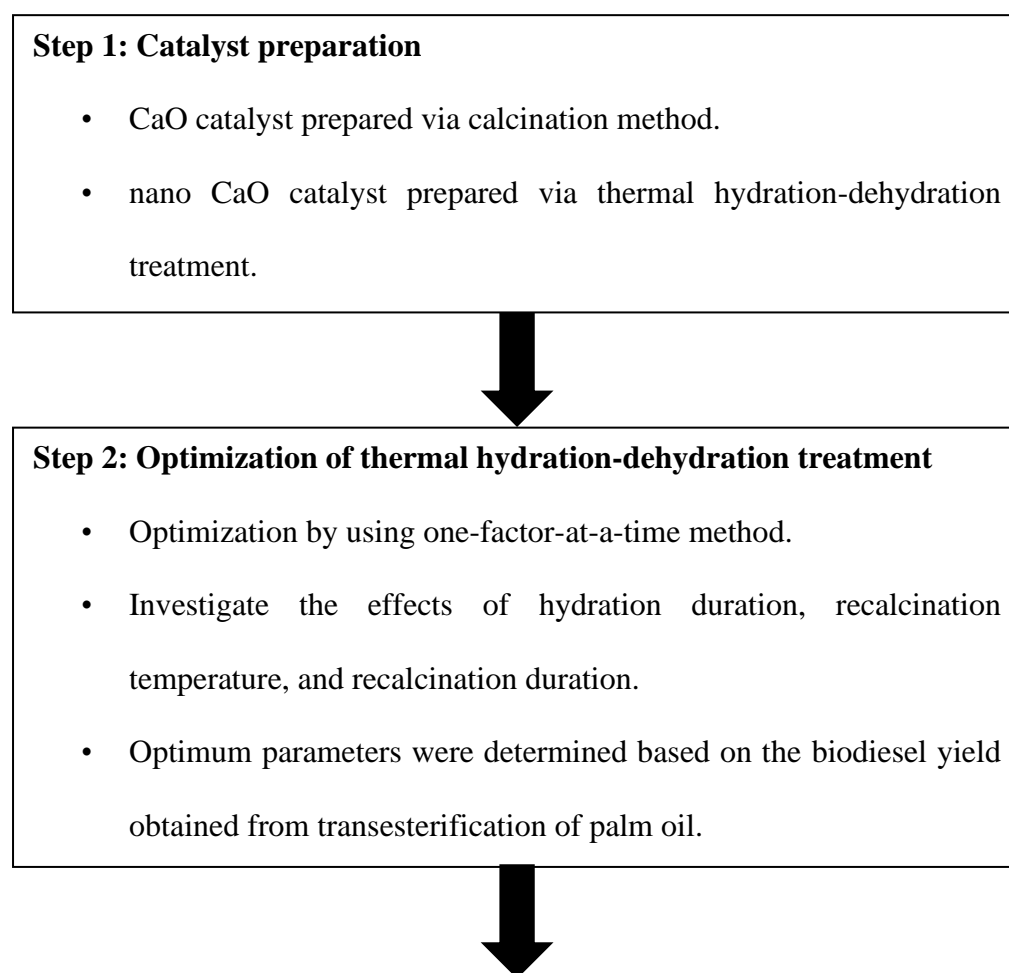 Step 1: Catalyst preparation
• CaO catalyst prepared via calcination method.
• nano CaO catalyst prepared via thermal hydration-dehydration
treatment.
Step 2: Optimization of thermal hydration-dehydration treatment
• Optimization by using one-factor-at-a-time method.
• Investigate the effects of hydration duration, recalcination
temperature, and recalcination duration.
• Optimum parameters were determined based on the biodiesel yield
obtained from transesterification of palm oil.